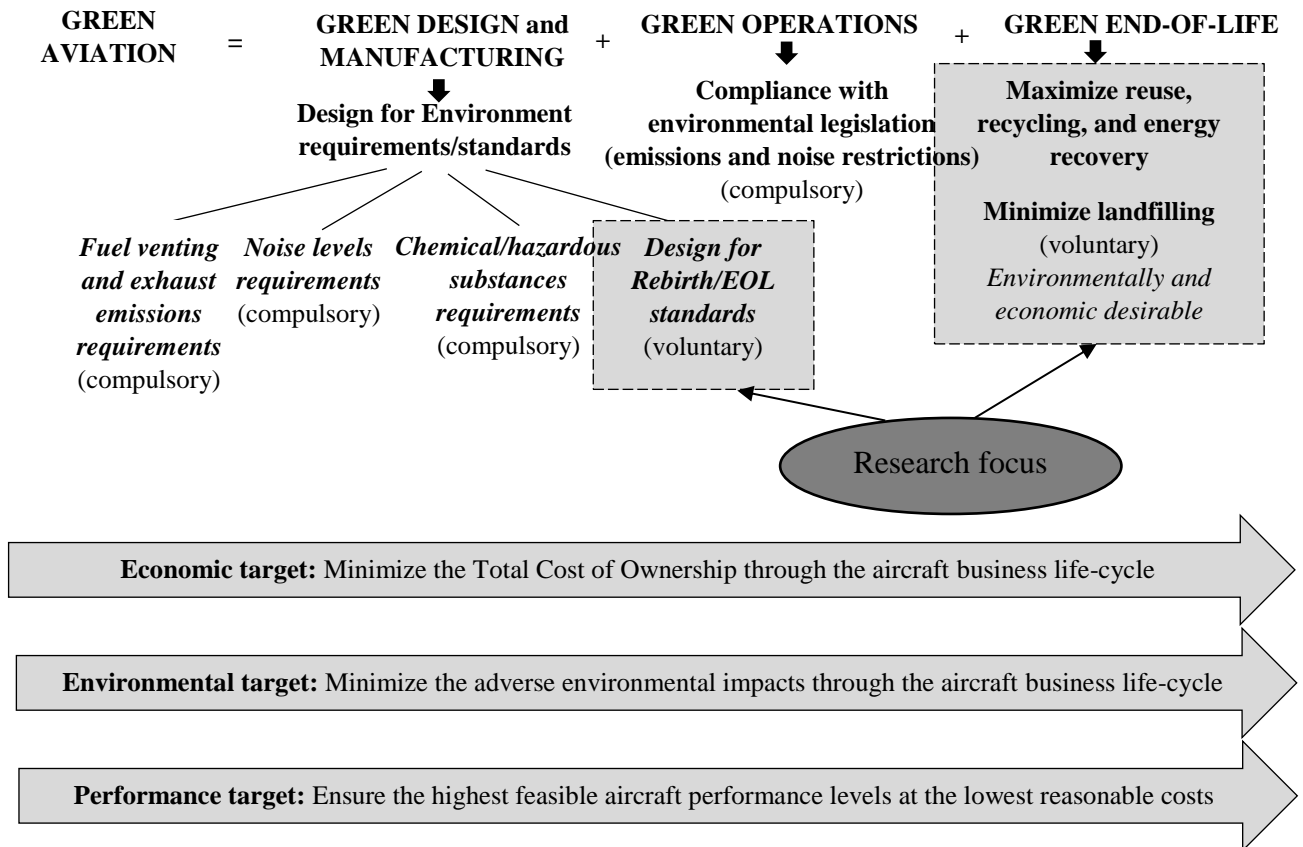 GREEN
AVIATION
=
GREEN DESIGN and
MANUFACTURING
+
GREEN OPERATIONS
+
GREEN END-OF-LIFE
Design for Environment
requirements/standards
Compliance with
environmental legislation
(emissions and noise restrictions)
(compulsory)
Maximize reuse,
recycling, and energy
recovery
Minimize landfilling
(voluntary)
Environmentally and
economic desirable
Fuel venting
and exhaust
emissions
requirements
(compulsory)
Noise levels
requirements
(compulsory)
Chemical/hazardous
substances
requirements
(compulsory)
Design for
Rebirth/EOL
standards
(voluntary)
Research focus
Economic target: Minimize the Total Cost of Ownership through the aircraft business life-cycle
Environmental target: Minimize the adverse environmental impacts through the aircraft business life-cycle
Performance target: Ensure the highest feasible aircraft performance levels at the lowest reasonable costs